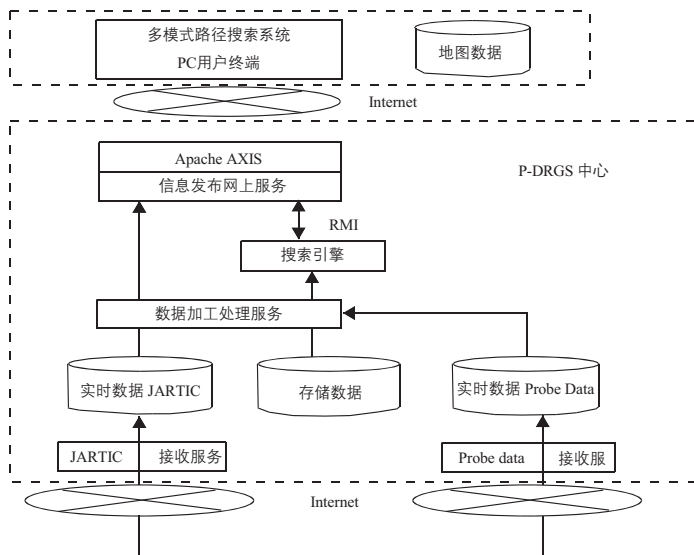 多模式路径搜索系统
PC用户终端
地图数据
Internet
Apache AXIS
信息发布网上服务
P-DRGS 中心
RMI
搜索引擎
数据加工处理服务
实时数据 JARTIC
存储数据
实时数据 Probe Data
JARTIC 接收服务
Probe data 接收服
Internet